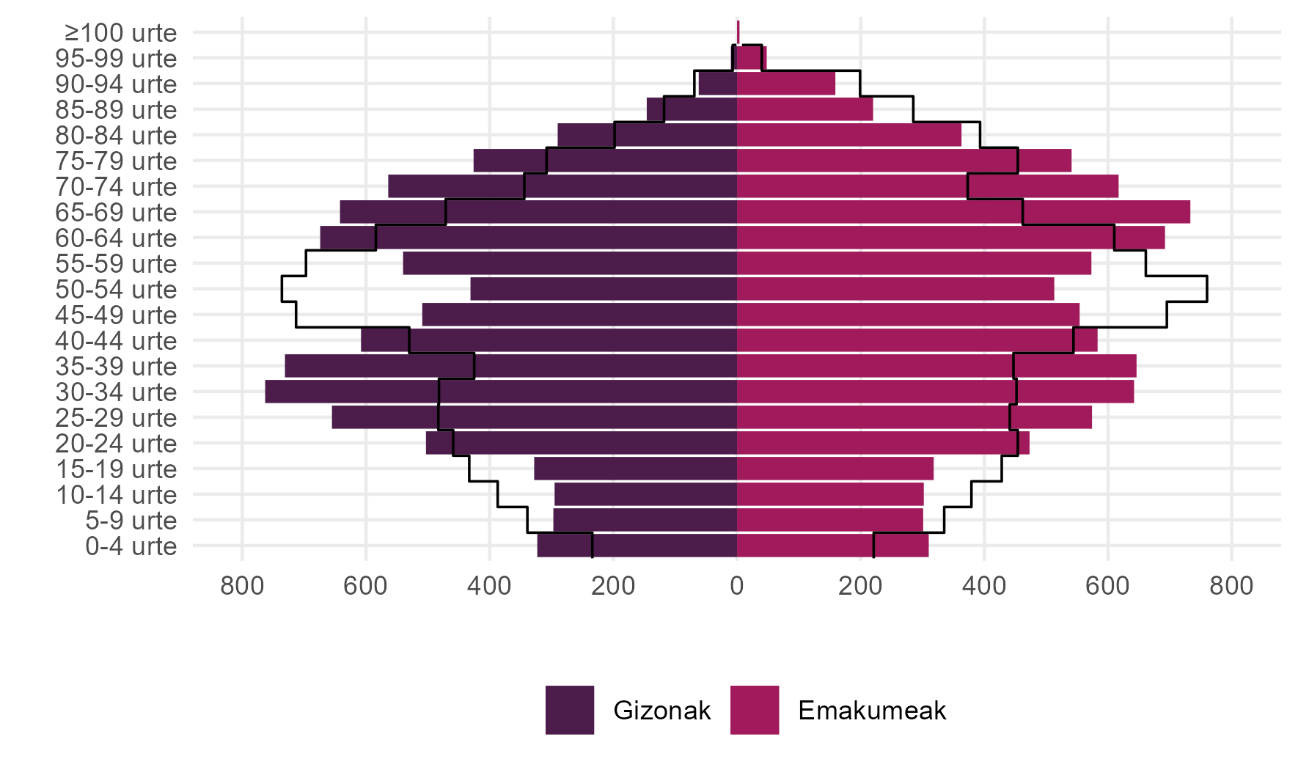 ≥100 urte
95-99 urte
90-94 urte
85-89 urte
80-84 urte
75-79 urte
70-74 urte
65-69 urte
60-64 urte
55-59 urte
50-54 urte
45-49 urte
40-44 urte
35-39 urte
30-34 urte
25-29 urte
20-24 urte
15-19 urte
10-14 urte
5-9 urte
0-4 urte
800 600 400 200 0 200 400 600 800
Gizonak Emakumeak